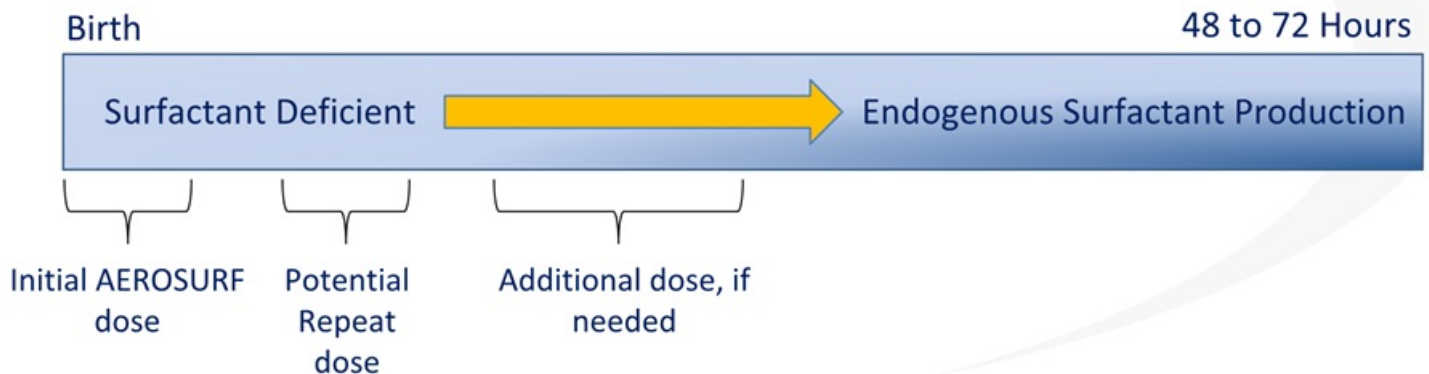 Birth
48 to 72 Hours
Surfactant Deficient
Endogenous Surfactant Production
Initial AEROSURF
dose
Potential
Repeat
dose
Additional dose, if
needed